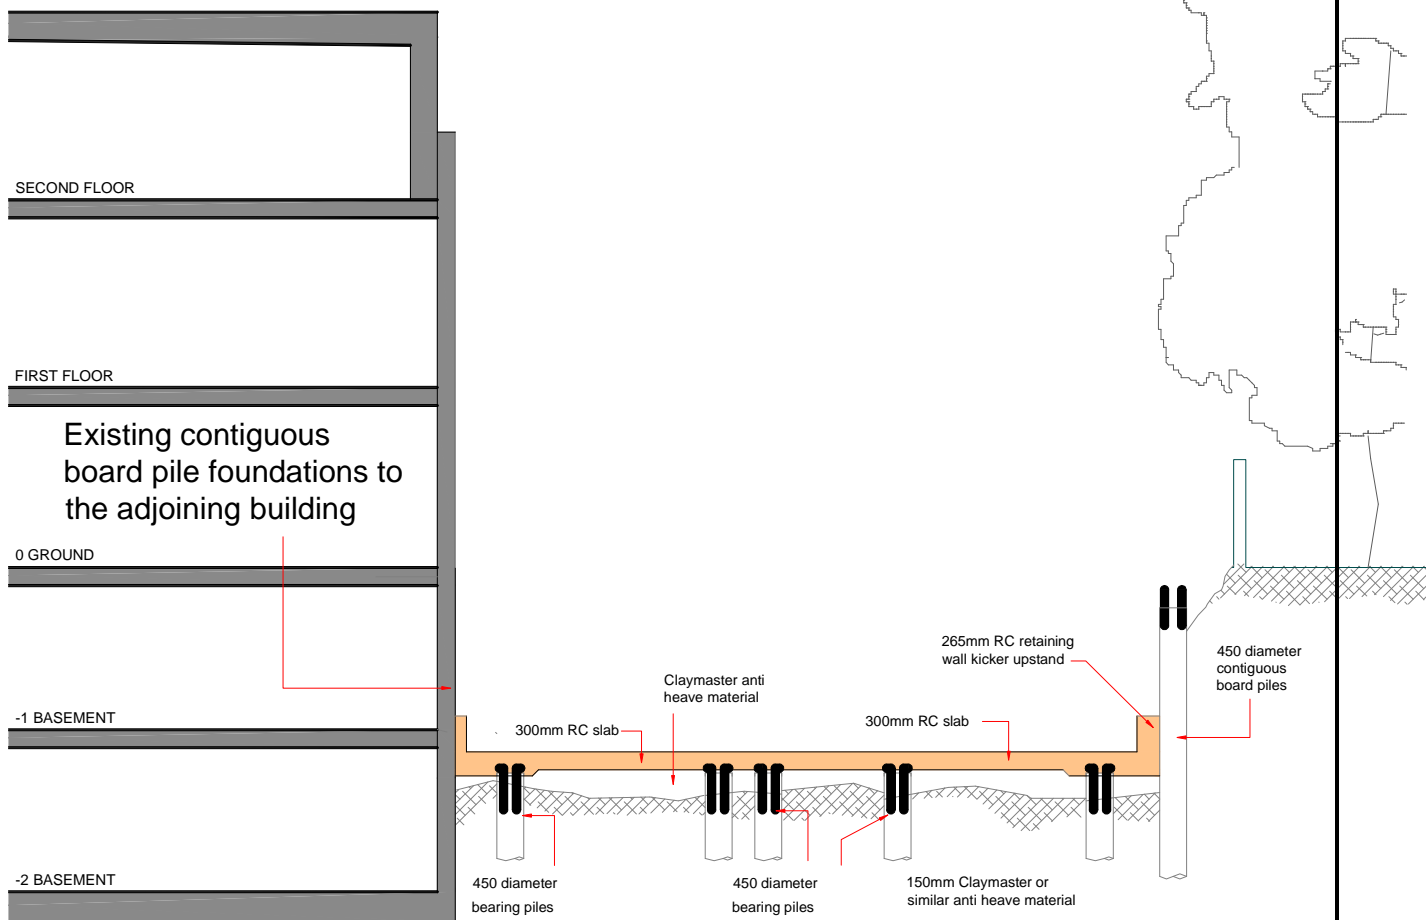 SECOND FLOOR
FIRST FLOOR
Existing contiguous
board pile foundations to
the adjoining building
0 GROUND
265mm RC retaining
wall kicker upstand
450 diameter
contiguous
board piles
Claymaster anti
heave material
-1 BASEMENT
300mm RC slab
300mm RC slab
-2 BASEMENT
450 diameter
bearing piles
450 diameter
bearing piles
150mm Claymaster or
similar anti heave material